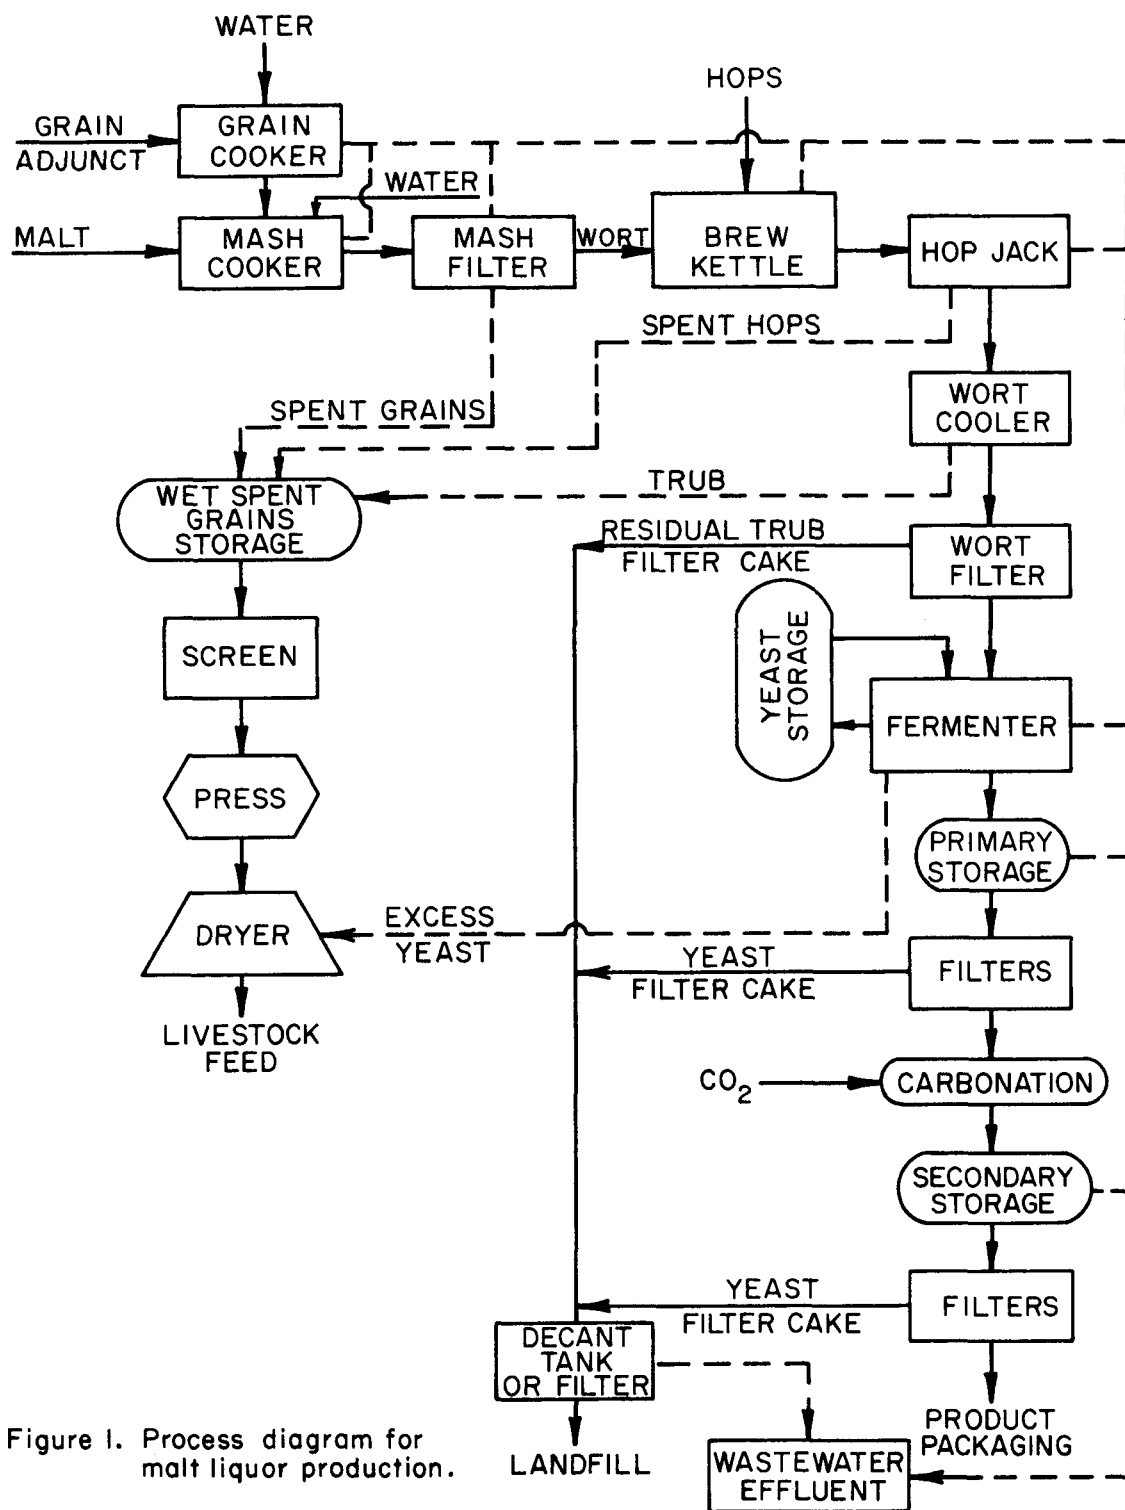 WATER
HOPS
GRAIN
ADJUNCT
GRAIN
COOKER
WATER
MALT
MASH
COOKER
MASH
FILTER
WORT
BREW
KETTLE
HOP JACK
SPENT HOPS
WORT
COOLER
SPENT GRAINS
TRUB
WET SPENT
GRAINS
STORAGE
RESIDUAL TRUB
FILTER CAKE
WORT
FILTER
SCREEN
YEAST
STORAGE
FERMENTER
PRESS
PRIMARY
STORAGE
DRYER
EXCESS
YEAST
YEAST
FILTER CAKE
FILTERS
LIVESTOCK
FEED
CO2
CARBONATION
SECONDARY
STORAGE
YEAST
FILTER CAKE
FILTERS
DECANT
TANK
OR FILTER
PRODUCT
PACKAGING
LANDFILL
WASTEWATER
EFFLUENT
Figure 1. Process diagram for
malt liquor production.